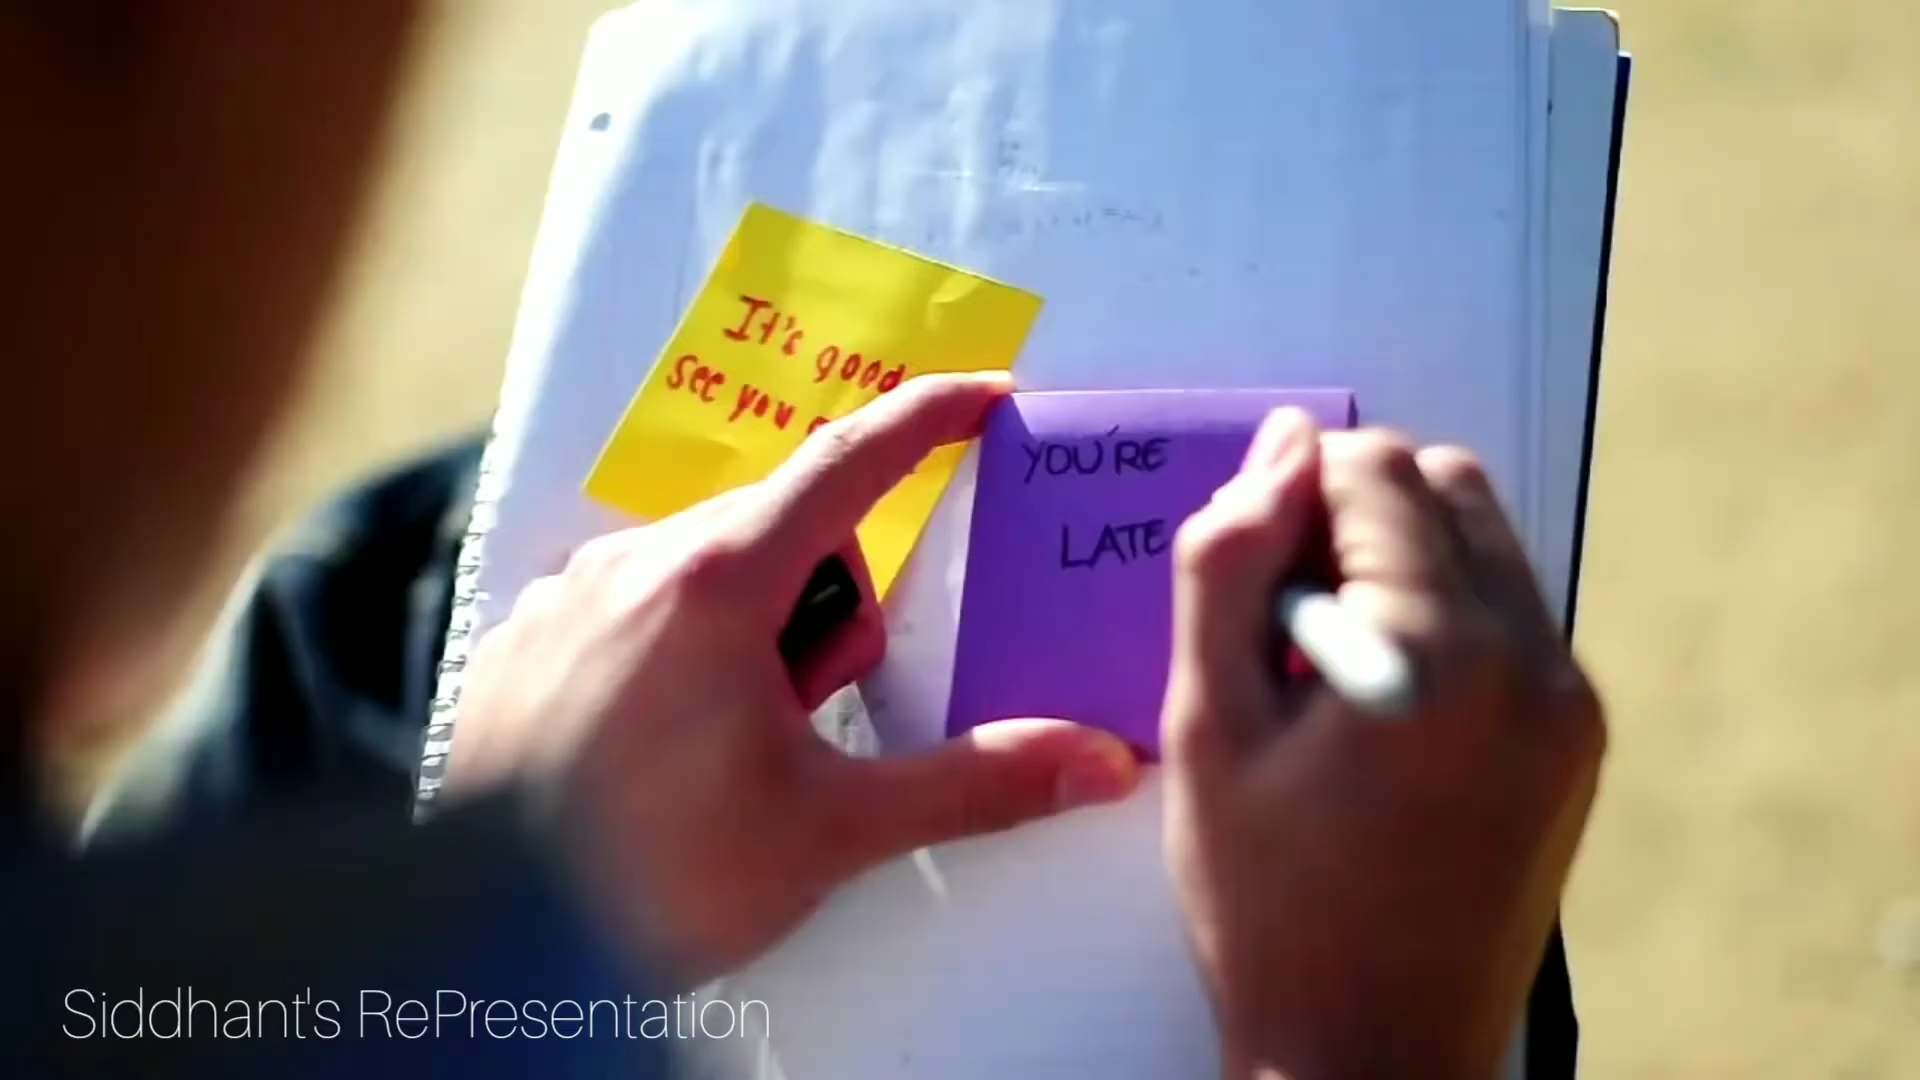 It's good
see you
YOU'RE
LATE
Siddhant's RePresentation